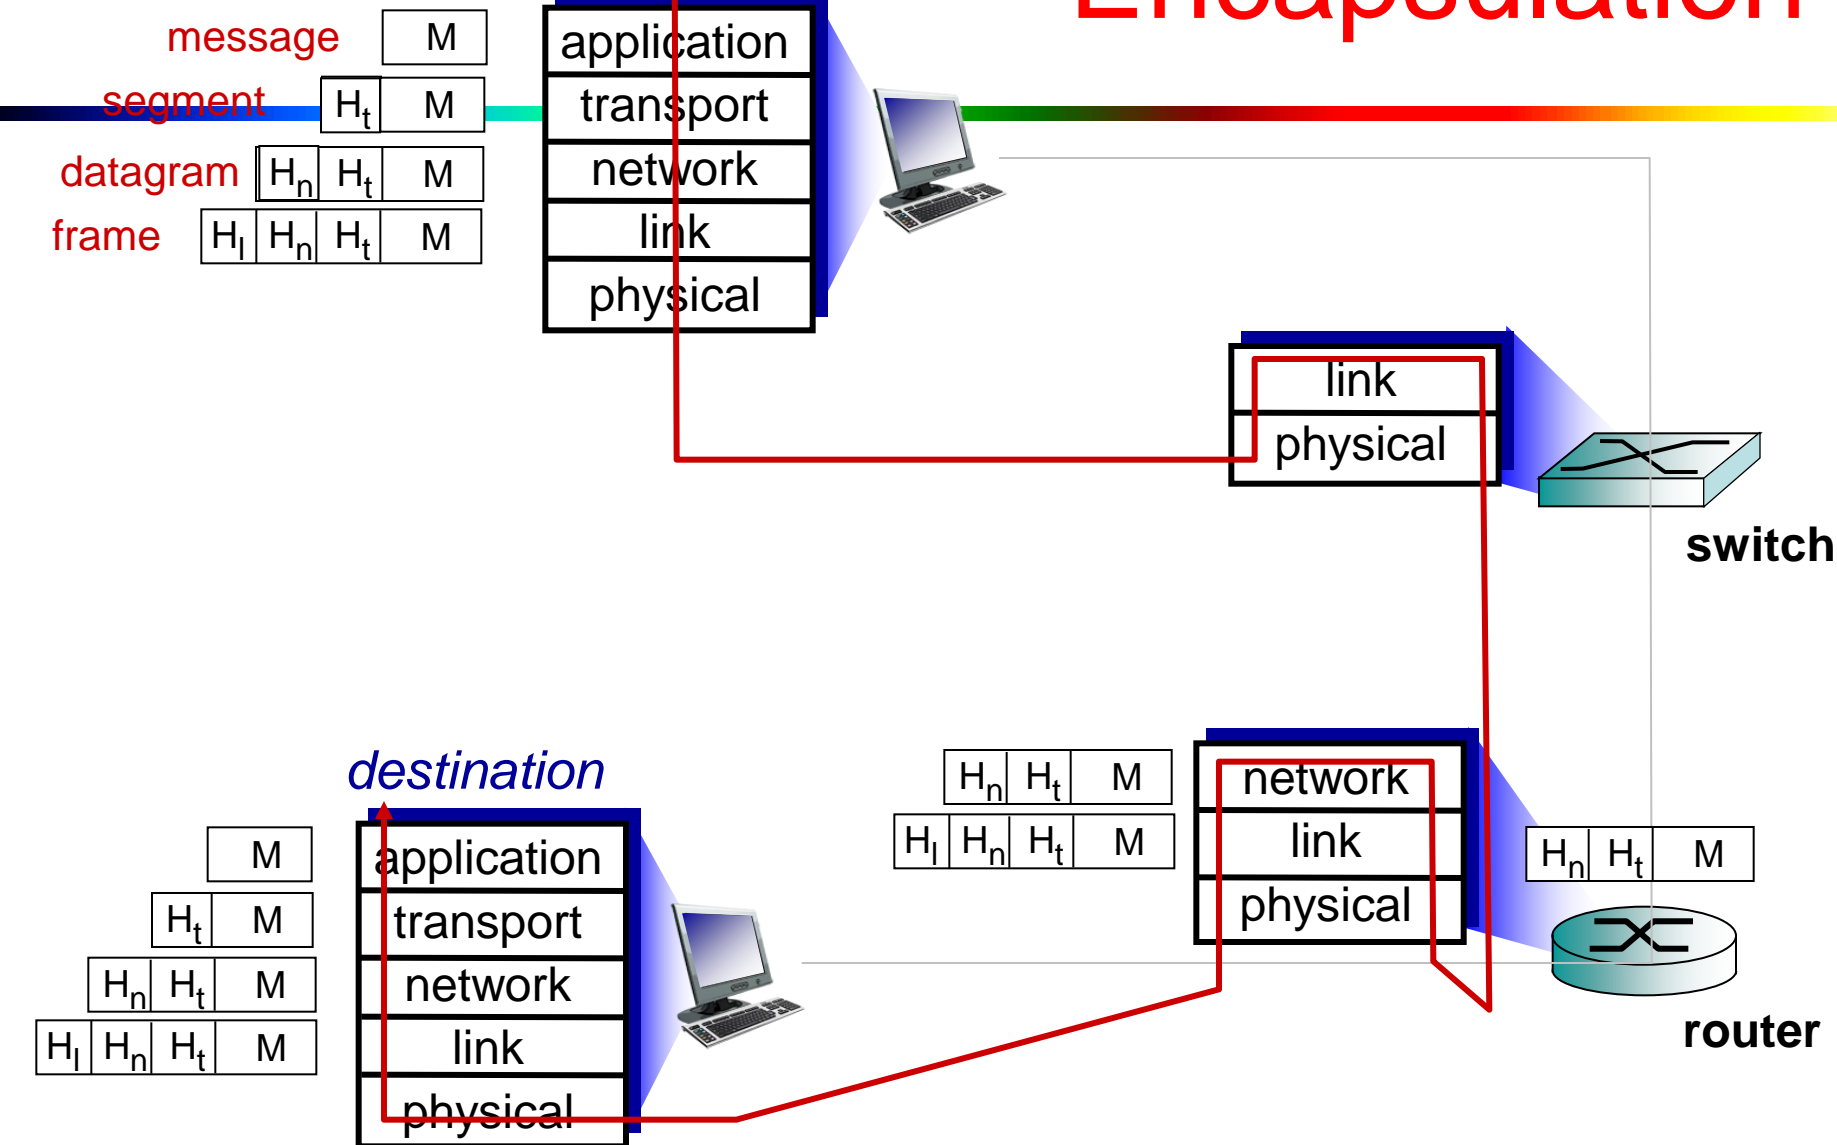 Encapsulation
message M
application
segment Ht M
transport
datagram Hn Ht M
network
frame Hl Hn Ht M
link
physical
link
physical
switch
destination
Hn Ht M
network
Hl Hn Ht M
link
Hn Ht M
physical
router
M
application
Ht M
transport
Hn Ht M
network
Hl Hn Ht M
link
physical